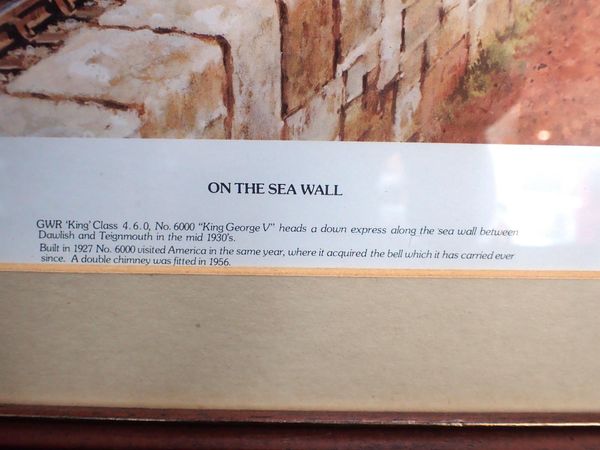 ON THE SEA WALL
GWR 'King' Class 4.6.0, No. 6000 "King George V" heads a down express along the sea wall between
Dawlish and Teignmouth in the mid 1930's.
Built in 1927 No. 6000 visited America in the same year, where it acquired the bell which it has carried ever
since. A double chimney was fitted in 1956.